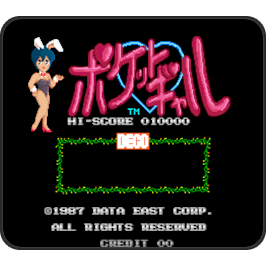 ポケット
ギャル
TM
HI-SCORE 010000
DECO
©1987 DATA EAST CORP.
ALL RIGHTS RESERVED
CREDIT 00